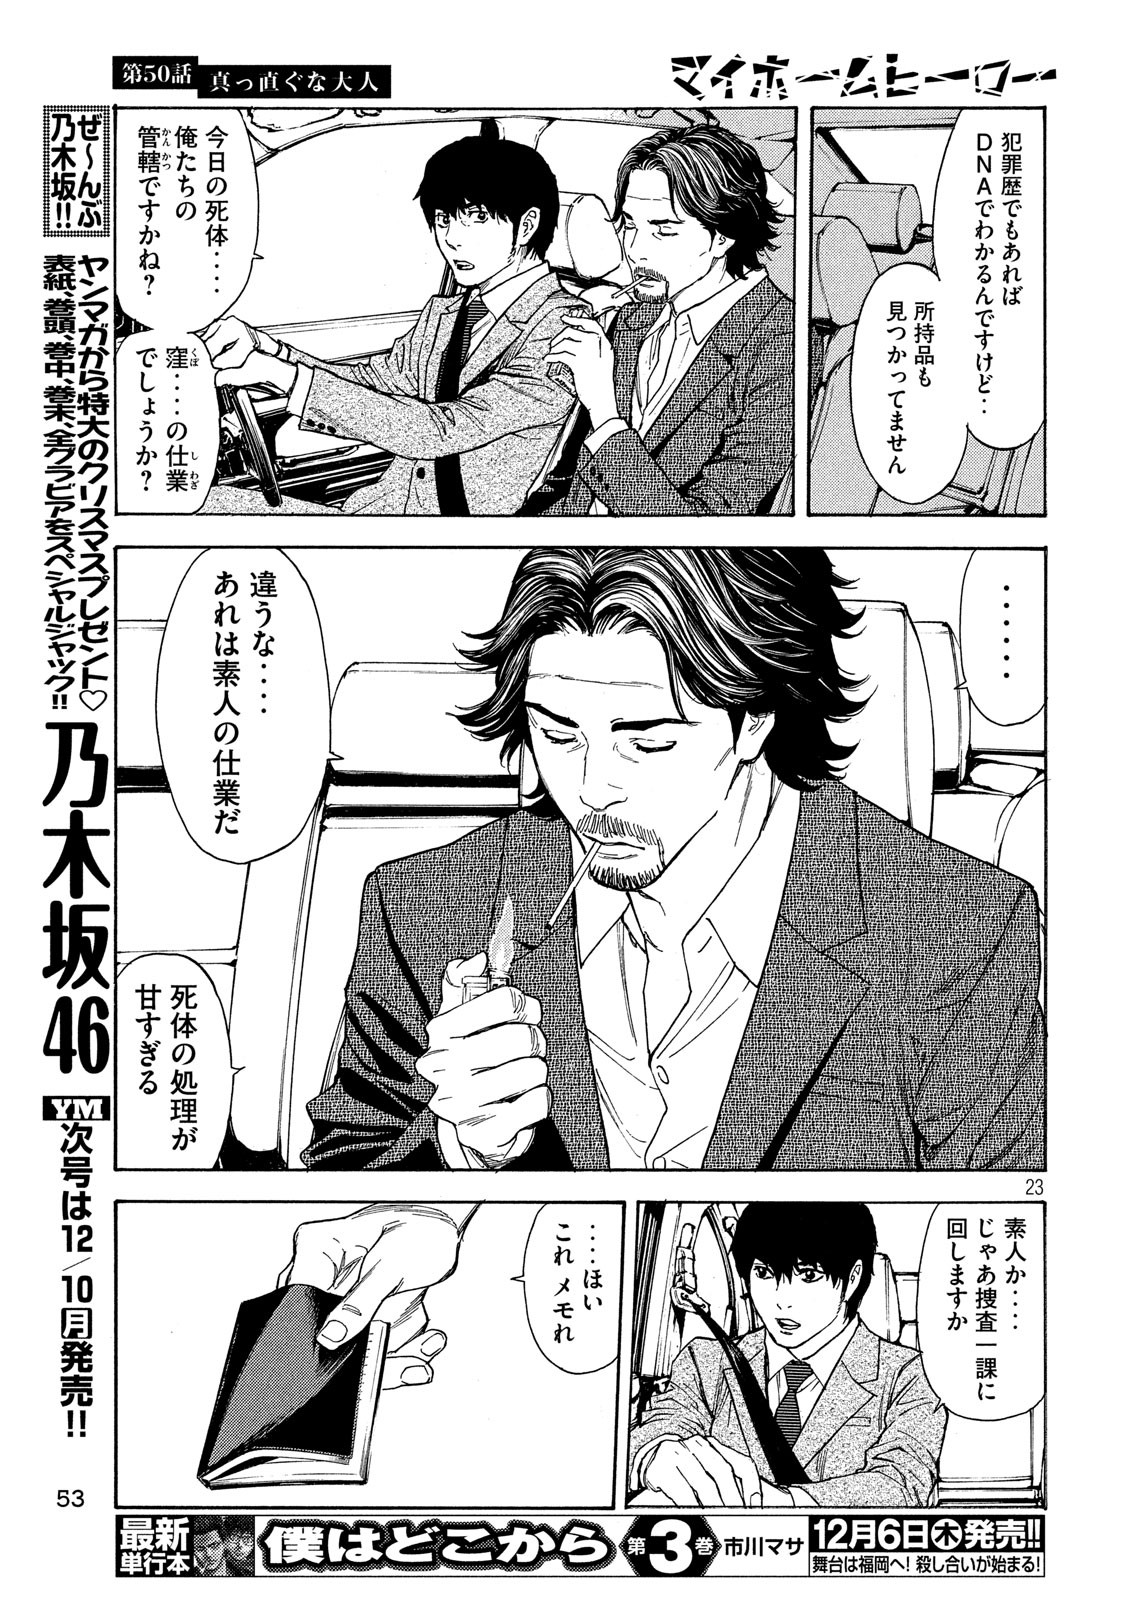 第50話
真っ直ぐな大人
マイホームヒーロー
犯罪歴でもあれば
DNAでわかるんですけど‥
所持品も
見つかってません
今日の死体‥‥
俺たちの
管轄ですかね？
かんかつ
窪‥‥の仕業
でしょうか？
くぼ
しわざ
‥‥‥
違うな‥‥
あれは素人の仕業だ
死体の処理が
甘すぎる
23
素人か‥‥
じゃあ捜査一課に
回しますか
‥‥ほい
これ メモれ
ぜ〜んぶ
乃木坂!!
ヤンマガから特大のクリスマスプレゼント♡
表紙、巻頭、巻中、巻末、全グラビアをスペシャルジャック!!
乃木坂46
YM次号は12／10月発売!!
53
最新
単行本
僕はどこから
第3巻
市川マサ
12月6日木発売!!
舞台は福岡へ! 殺し合いが始まる!